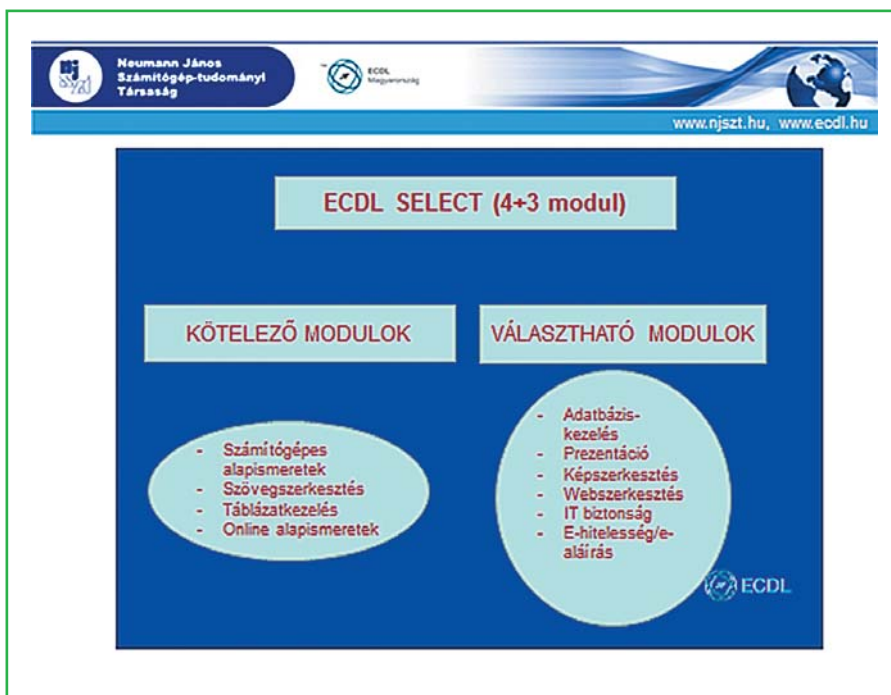 Neumann János
Számítógép-tudományi
Társaság
ECDL
Magyarország
www.njszt.hu, www.ecdl.hu
ECDL SELECT (4+3 modul)
KÖTELEZŐ MODULOK
- Számítógépes
alapismeretek
- Szövegszerkesztés
- Táblázatkezelés
- Online alapismeretek
VÁLASZTHATÓ MODULOK
- Adatbázis-
kezelés
- Prezentáció
- Képszerkesztés
- Webszerkesztés
- IT biztonság
- E-hitelesség/e-
aláírás
ECDL